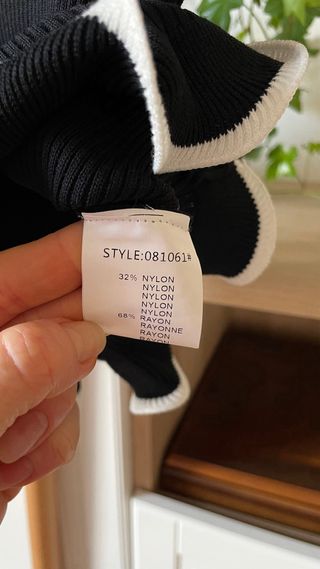 STYLE:081061#
32% NYLON
NYLON
NYLON
NYLON
NYLON
68% RAYON
RAYONNE
RAYON